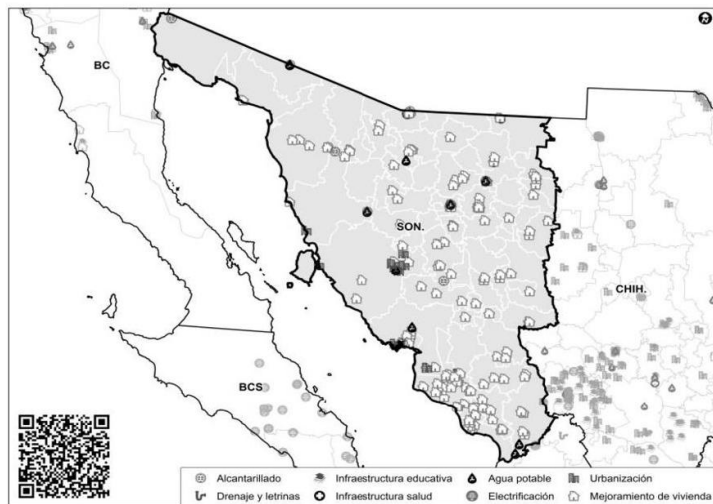 BC
SON.
CHIH.
BCS
Alcantarillado
Infraestructura educativa
Agua potable
Urbanización
Drenaje y letrinas
Infraestructura salud
Electrificación
Mejoramiento de vivienda